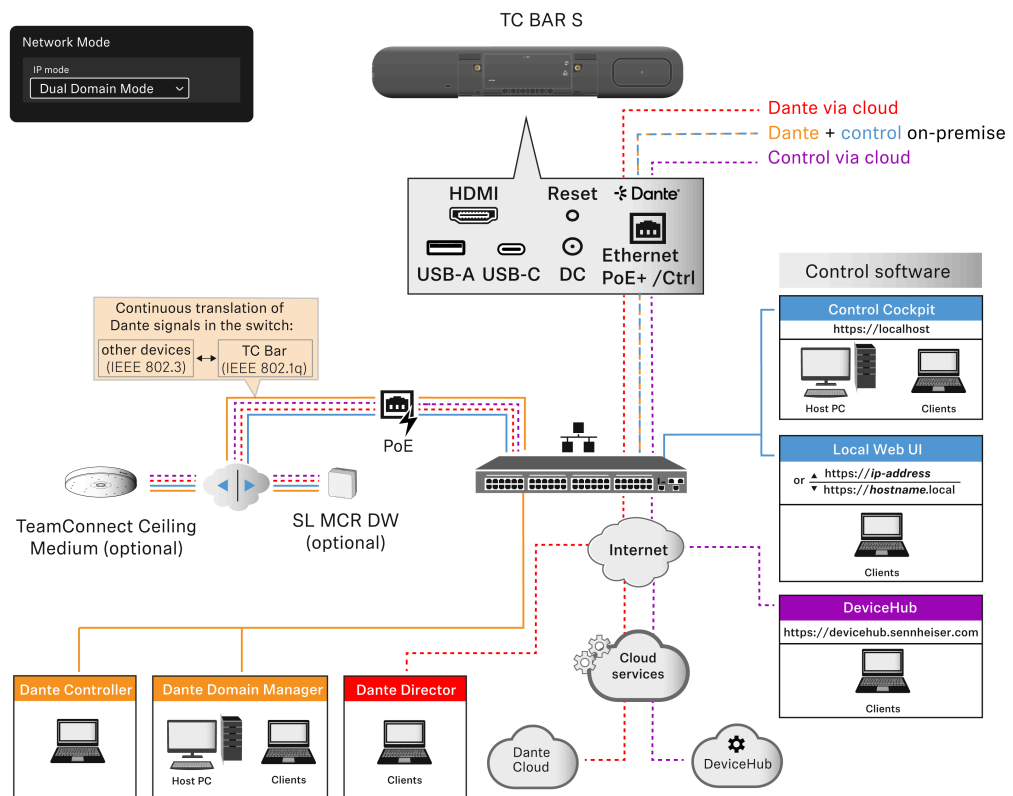 TC BAR S
Network Mode
IP mode
Dual Domain Mode
Dante via cloud
Dante + control on-premise
Control via cloud
HDMI
Reset
Dante
USB-A
USB-C
DC
Ethernet
PoE+ /Ctrl
Control software
Control Cockpit
https://localhost
Host PC
Clients
Continuous translation of
Dante signals in the switch:
other devices
(IEEE 802.3)
TC Bar
(IEEE 802.1q)
PoE
Local Web UI
or
https://ip-address
https://hostname.local
Clients
TeamConnect Ceiling
Medium (optional)
SL MCR DW
(optional)
Internet
DeviceHub
https://devicehub.sennheiser.com
Clients
Cloud
services
Dante Controller
Dante Domain Manager
Host PC
Clients
Dante Director
Clients
Dante
Cloud
DeviceHub